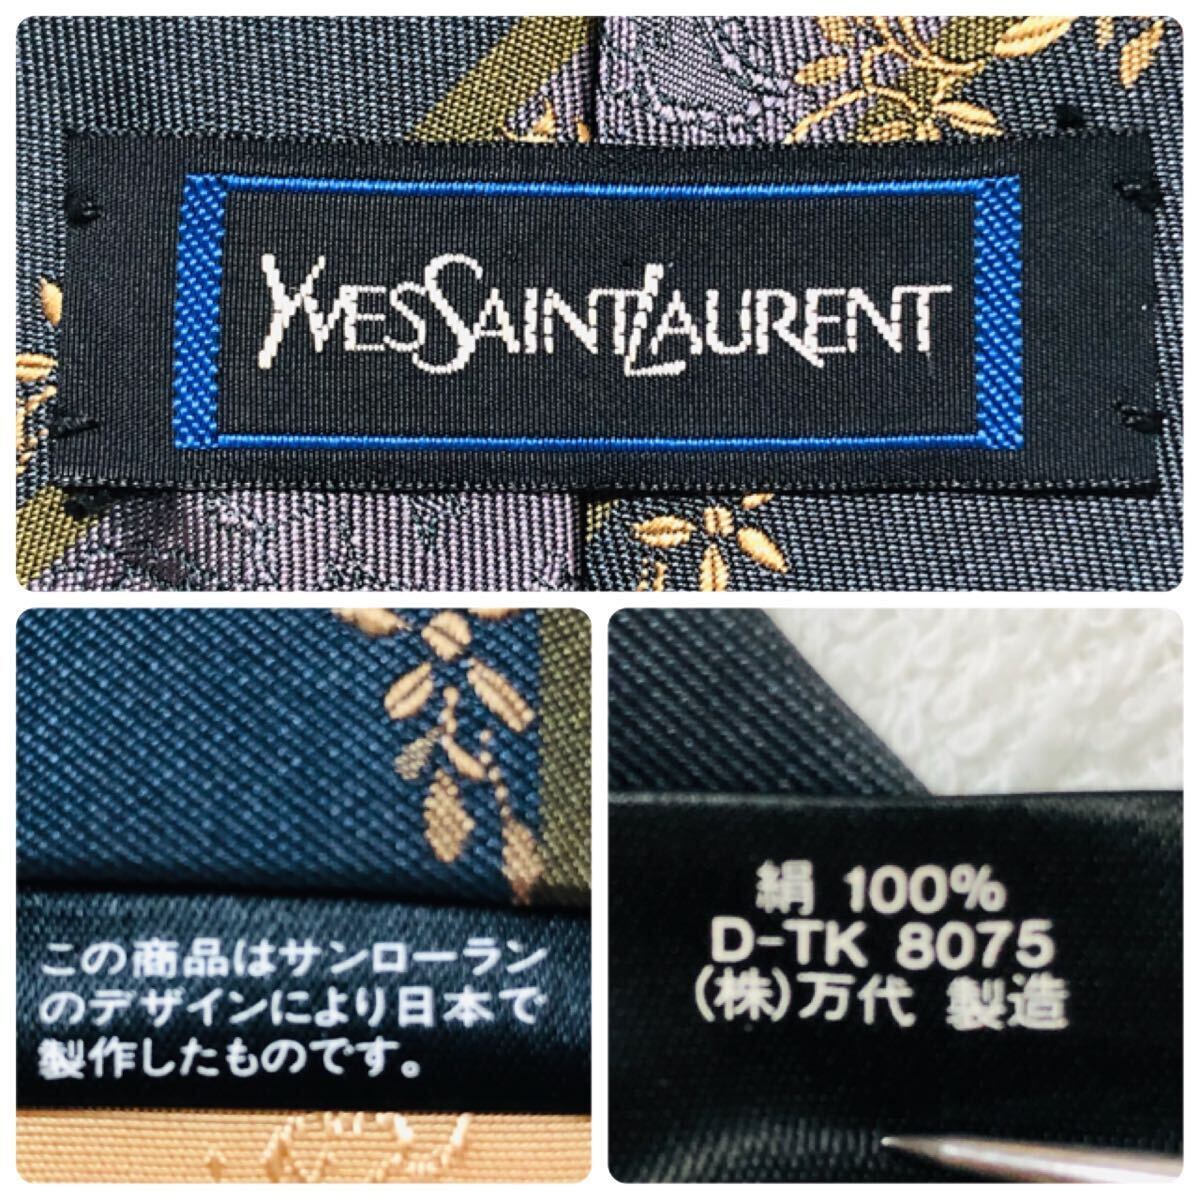 YVESSAINTLAURENT
この商品はサンローラン
のデザインにより日本で
製作したものです。
絹 100%
D-TK 8075
(株)万代 製造